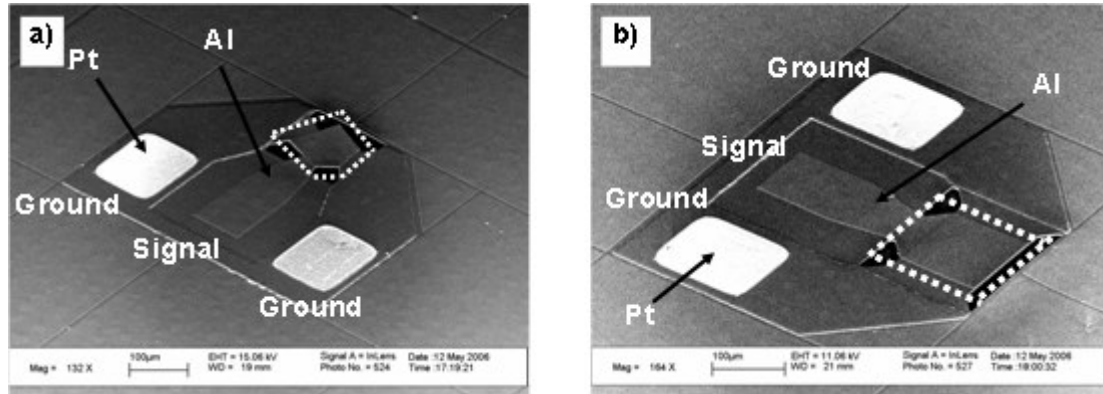 a)
Pt
Al
Ground
Signal
Ground
Mag = 132 X
100µm
EHT = 15.06 kV
WD = 19 mm
Signal A = InLens
Photo No. = 524
Date :12 May 2006
Time :17:19:21
b)
Ground
Al
Signal
Ground
Pt
Mag = 164 X
100µm
EHT = 11.06 kV
WD = 21 mm
Signal A = InLens
Photo No. = 527
Date :12 May 2006
Time :18:00:32